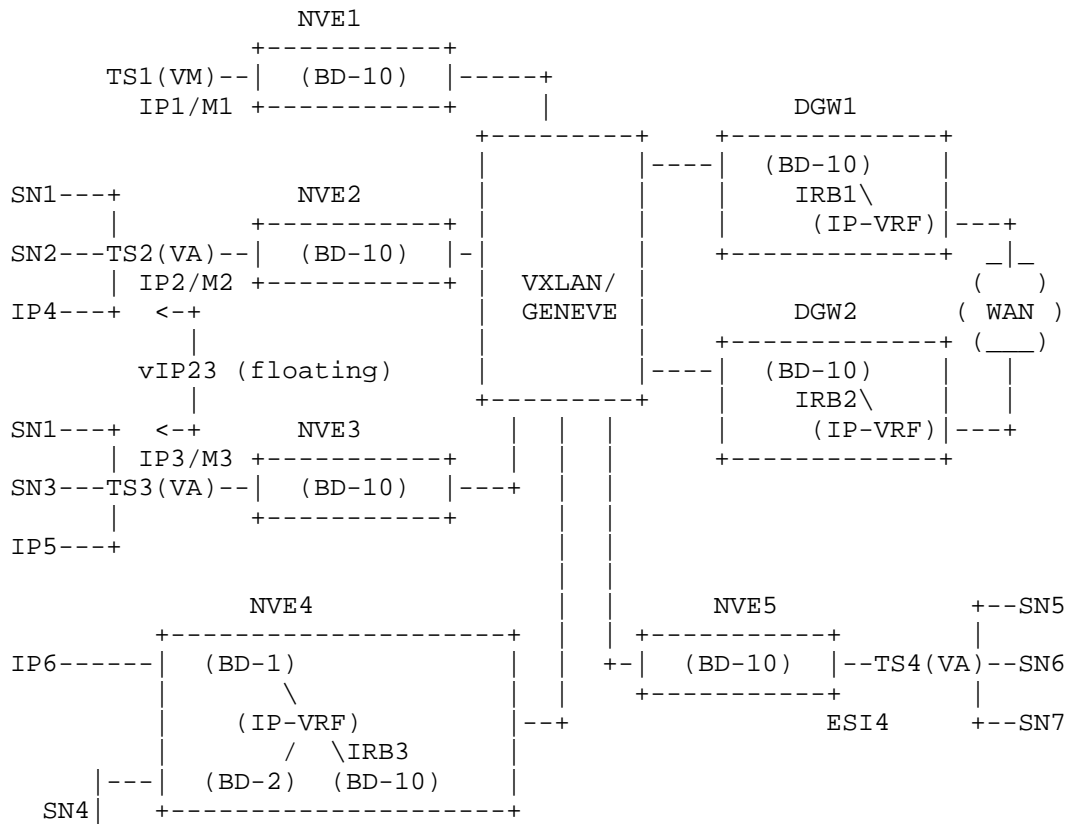 NVE1
TS1(VM)--| (BD-10) |-----+
IP1/M1 DGW1
(BD-10)
SN1---+ NVE2 IRB1\
(IP-VRF)|---+
SN2---TS2(VA)--| (BD-10) |-|
IP2/M2 VXLAN/ ( )
IP4---+ <-+ GENEVE DGW2 ( WAN )
(___)
vIP23 (floating) |----| (BD-10)
IRB2\
SN1---+ <-+ NVE3 (IP-VRF)|---+
IP3/M3
SN3---TS3(VA)--| (BD-10) |---+
IP5---+
NVE4 NVE5 +--SN5
IP6------| (BD-1) +-| (BD-10) |--TS4(VA)--SN6
(IP-VRF) |--+ ESI4 +--SN7
/ \IRB3
|---| (BD-2) (BD-10)
SN4|